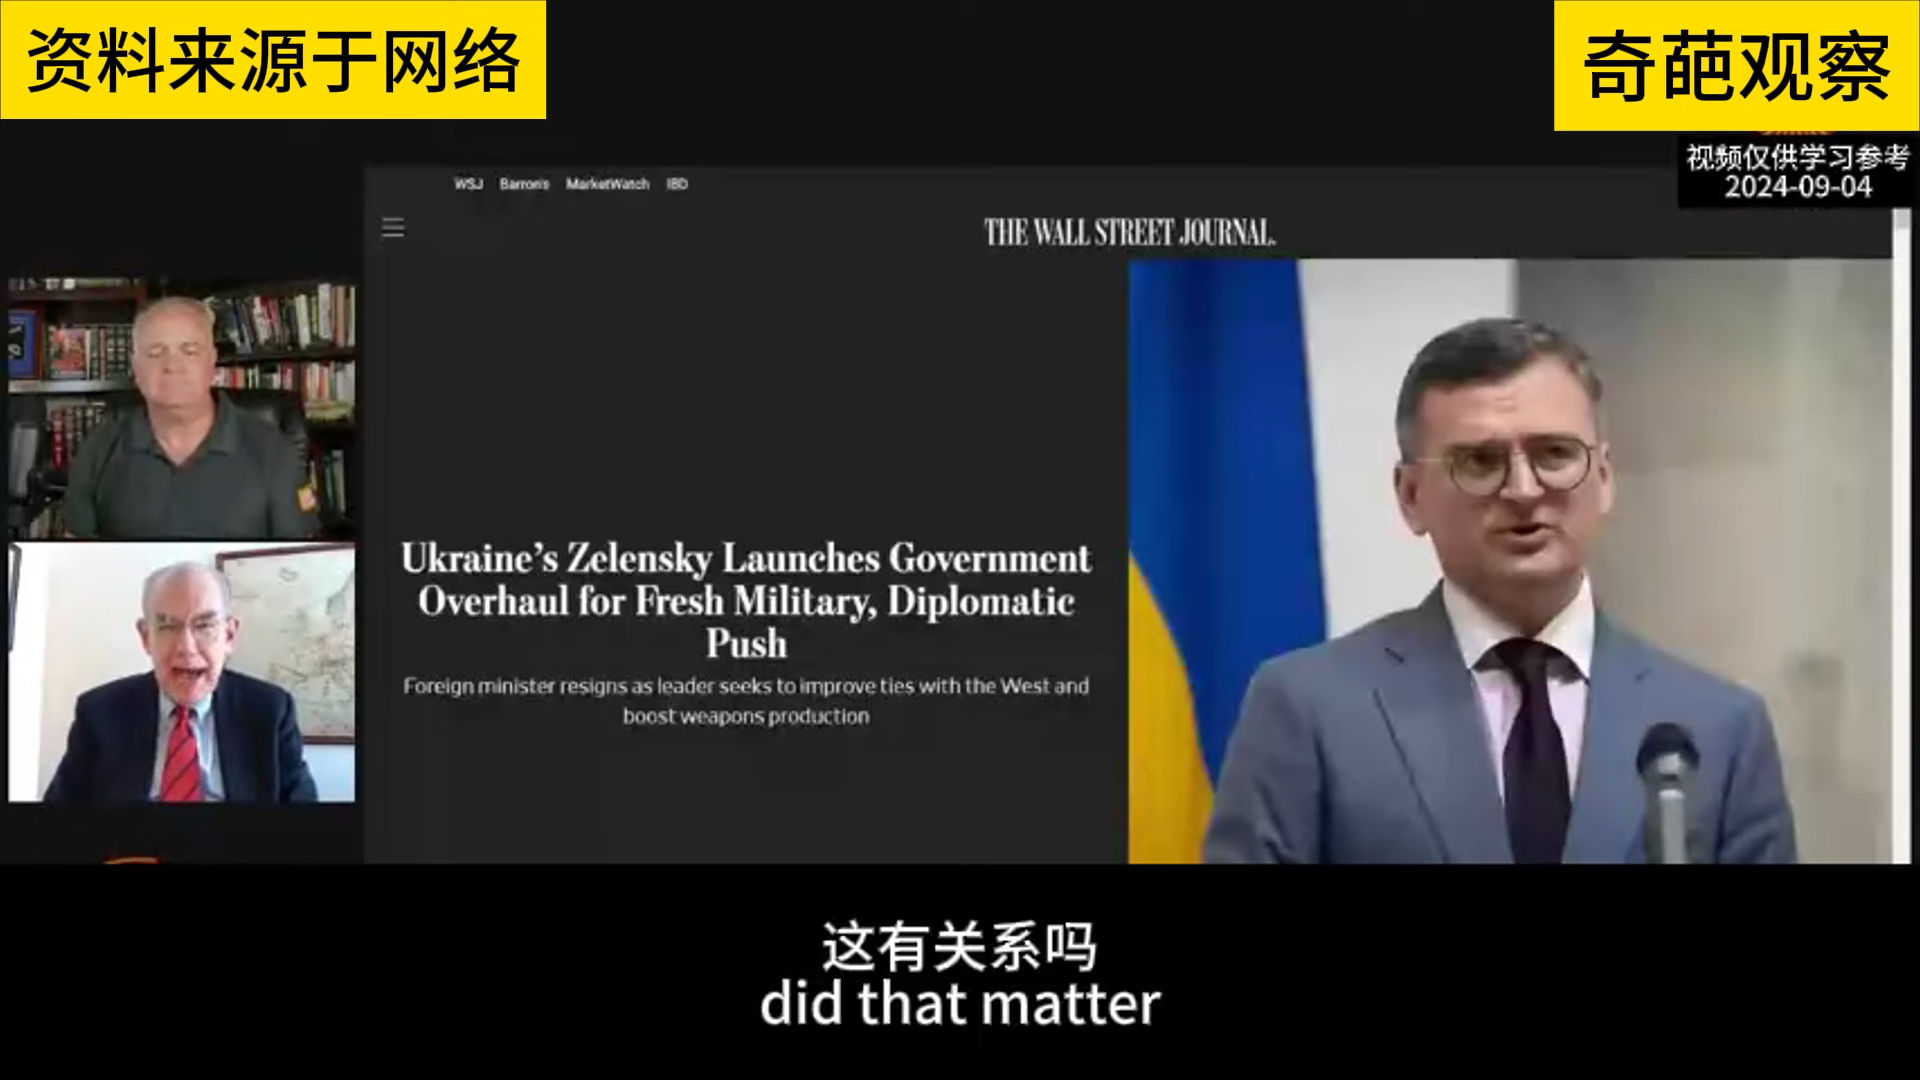 资料来源于网络
奇葩观察
视频仅供学习参考
2024-09-04
WSJ Barron's MarketWatch IBD
THE WALL STREET JOURNAL.
Ukraine's Zelensky Launches Government
Overhaul for Fresh Military, Diplomatic
Push
Foreign minister resigns as leader seeks to improve ties with the West and
boost weapons production
这有关系吗
did that matter